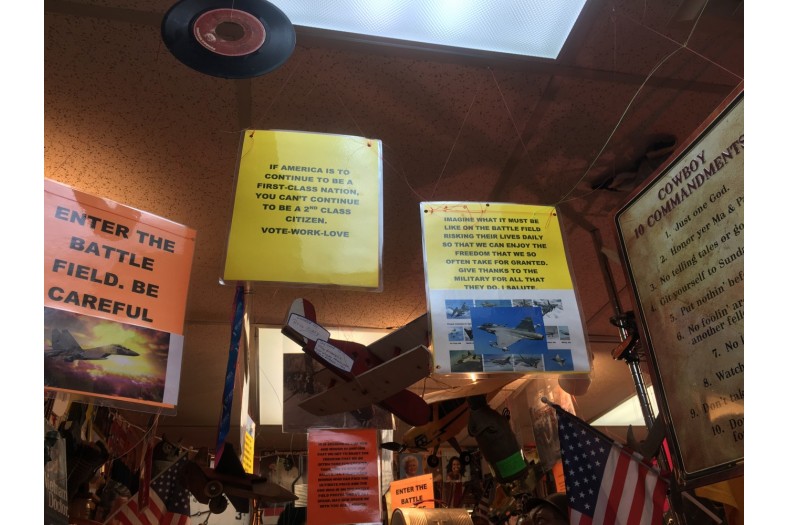 ENTER THE
BATTLE
FIELD. BE
CAREFUL
IF AMERICA IS TO
CONTINUE TO BE A
FIRST-CLASS NATION,
YOU CAN'T CONTINUE
TO BE A 2ND CLASS
CITIZEN.
VOTE-WORK-LOVE
IMAGINE WHAT IT MUST BE
LIKE ON THE BATTLE FIELD
RISKING THEIR LIVES DAILY
SO THAT WE CAN ENJOY THE
FREEDOM THAT WE SO
OFTEN TAKE FOR GRANTED.
GIVE THANKS TO THE
MILITARY FOR ALL THAT
THEY DO. I SALUTE.
COWBOY
10 COMMANDMENTS
1. Just one God.
2. Honor yer Ma & P
3. No telling tales or go
4. Git yourself to Sunda
5. Put nothin' bef
6. No foolin' ar
another fell
7. No
8. Watch
9. Don't tak
10. Do
fo
ENTER THE
BATTLE